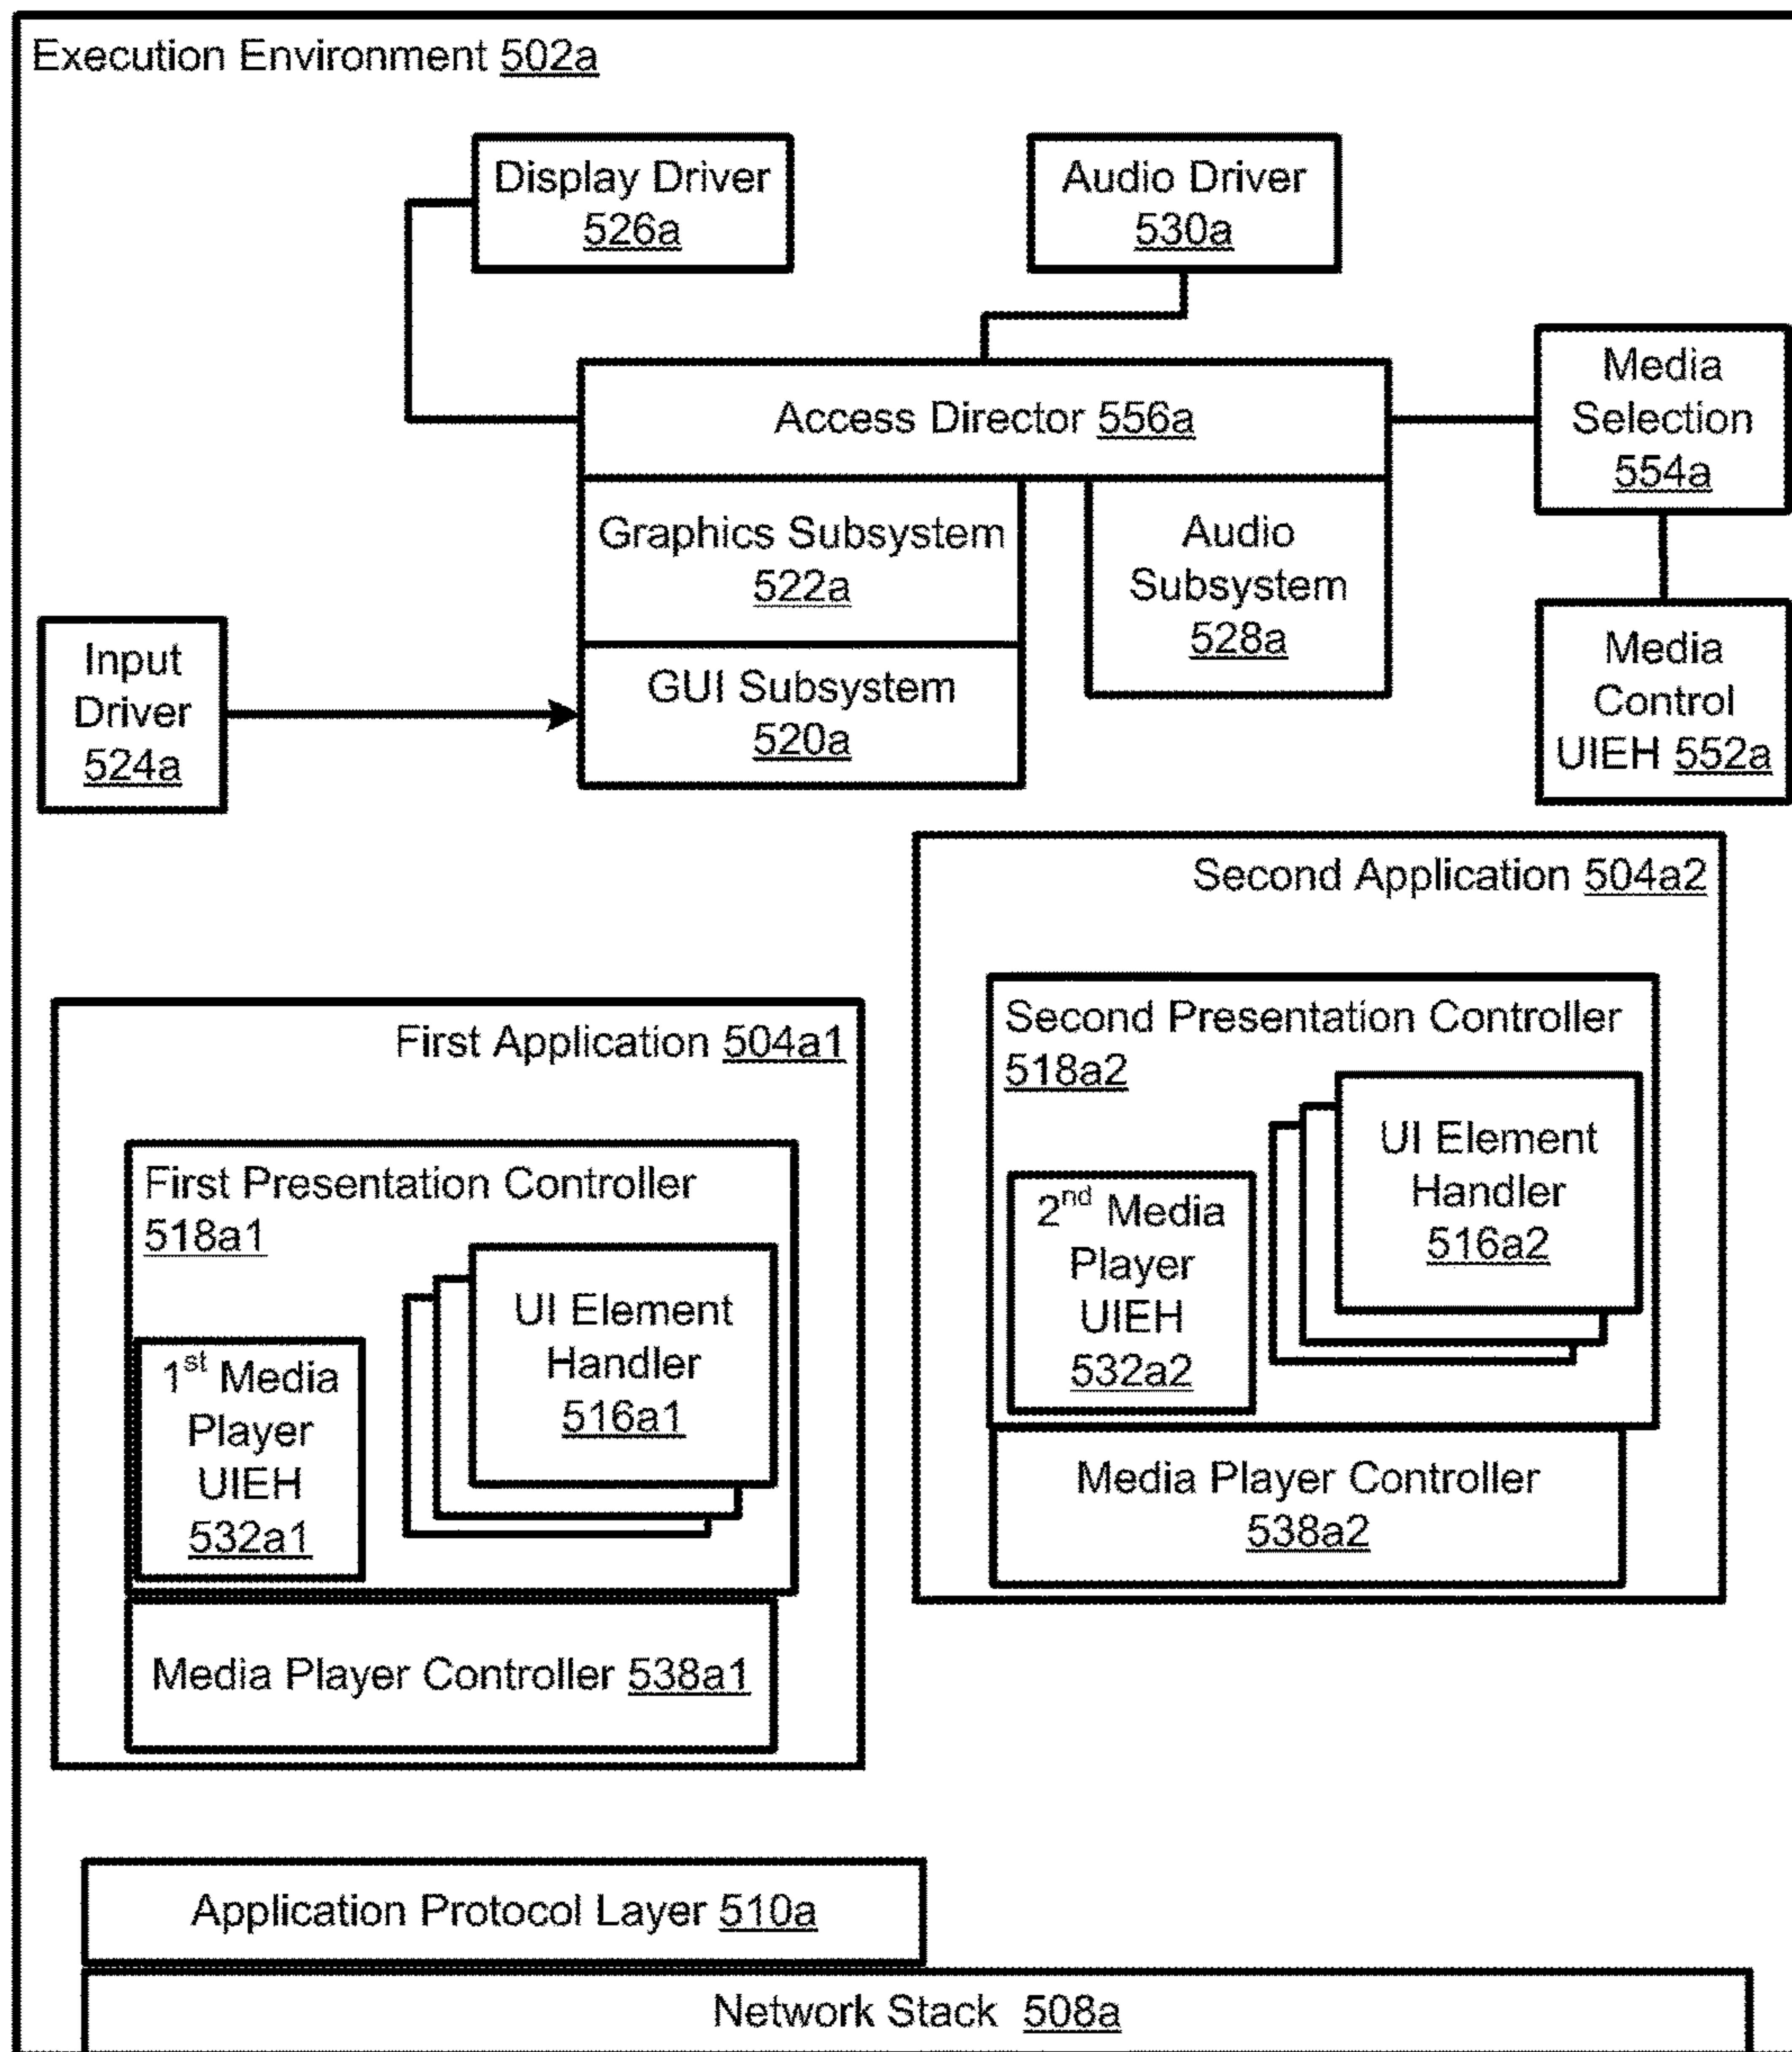 Execution Environment 502a
Display Driver
526a
Audio Driver
530a
Access Director 556a
Media
Selection
554a
Graphics Subsystem
522a
Audio
Subsystem
528a
Input
Driver
524a
GUI Subsystem
520a
Media
Control
UIEH 552a
Second Application 504a2
Second Presentation Controller
518a2
UI Element
Handler
516a2
2nd Media
Player
UIEH
532a2
Media Player Controller
538a2
First Application 504a1
First Presentation Controller
518a1
UI Element
Handler
516a1
1st Media
Player
UIEH
532a1
Media Player Controller 538a1
Application Protocol Layer 510a
Network Stack 508a